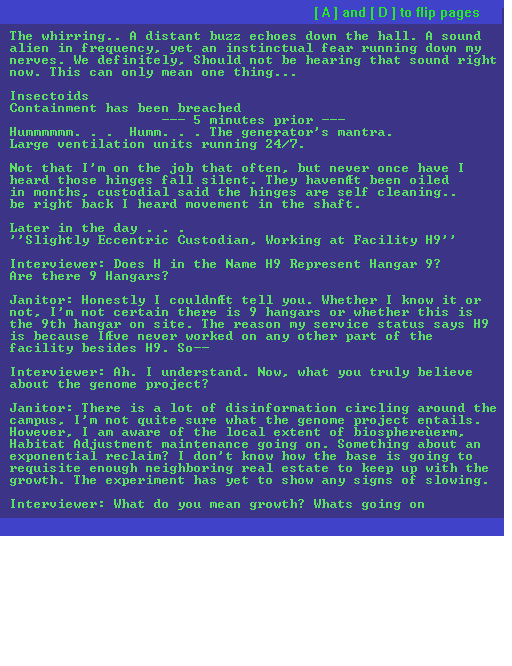 [ A ] and [ D ] to flip pages
The whirring.. A distant buzz echoes down the hall. A sound
alien in frequency, yet an instinctual fear running down my
nerves. We definitely, Should not be hearing that sound right
now. This can only mean one thing...
Insectoids
Containment has been breached
--- 5 minutes prior ---
Hummmmmm. . .  Humm. . . The generator's mantra.
Large ventilation units running 24/7.
Not that I'm on the job that often, but never once have I
heard those hinges fall silent. They havenÆt been oiled
in months, custodial said the hinges are self cleaning..
be right back I heard movement in the shaft.
Later in the day . . .
''Slightly Eccentric Custodian, Working at Facility H9''
Interviewer: Does H in the Name H9 Represent Hangar 9?
Are there 9 Hangars?
Janitor: Honestly I couldnÆt tell you. Whether I know it or
not, I'm not certain there is 9 hangars or whether this is
the 9th hangar on site. The reason my service status says H9
is because IÆve never worked on any other part of the
facility besides H9. So--
Interviewer: Ah. I understand. Now, what you truly believe
about the genome project?
Janitor: There is a lot of disinformation circling around the
campus, I'm not quite sure what the genome project entails.
However, I am aware of the local extent of biosphereùerm,
Habitat Adjustment maintenance going on. Something about an
exponential reclaim? I don't know how the base is going to
requisite enough neighboring real estate to keep up with the
growth. The experiment has yet to show any signs of slowing.
Interviewer: What do you mean growth? Whats going on